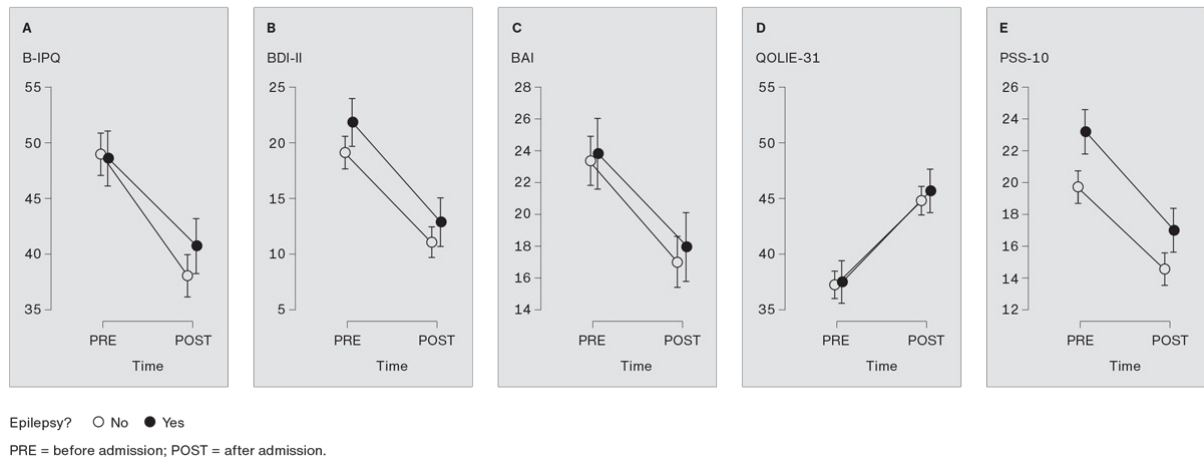 A
B-IPQ
55
50
45
40
35
PRE POST
Time
B
BDI-II
25
20
15
10
5
PRE POST
Time
C
BAI
28
26
24
22
20
18
16
14
PRE POST
Time
D
QOLIE-31
55
50
45
40
35
PRE POST
Time
E
PSS-10
26
24
22
20
18
16
14
12
PRE POST
Time
Epilepsy? No Yes
PRE = before admission; POST = after admission.